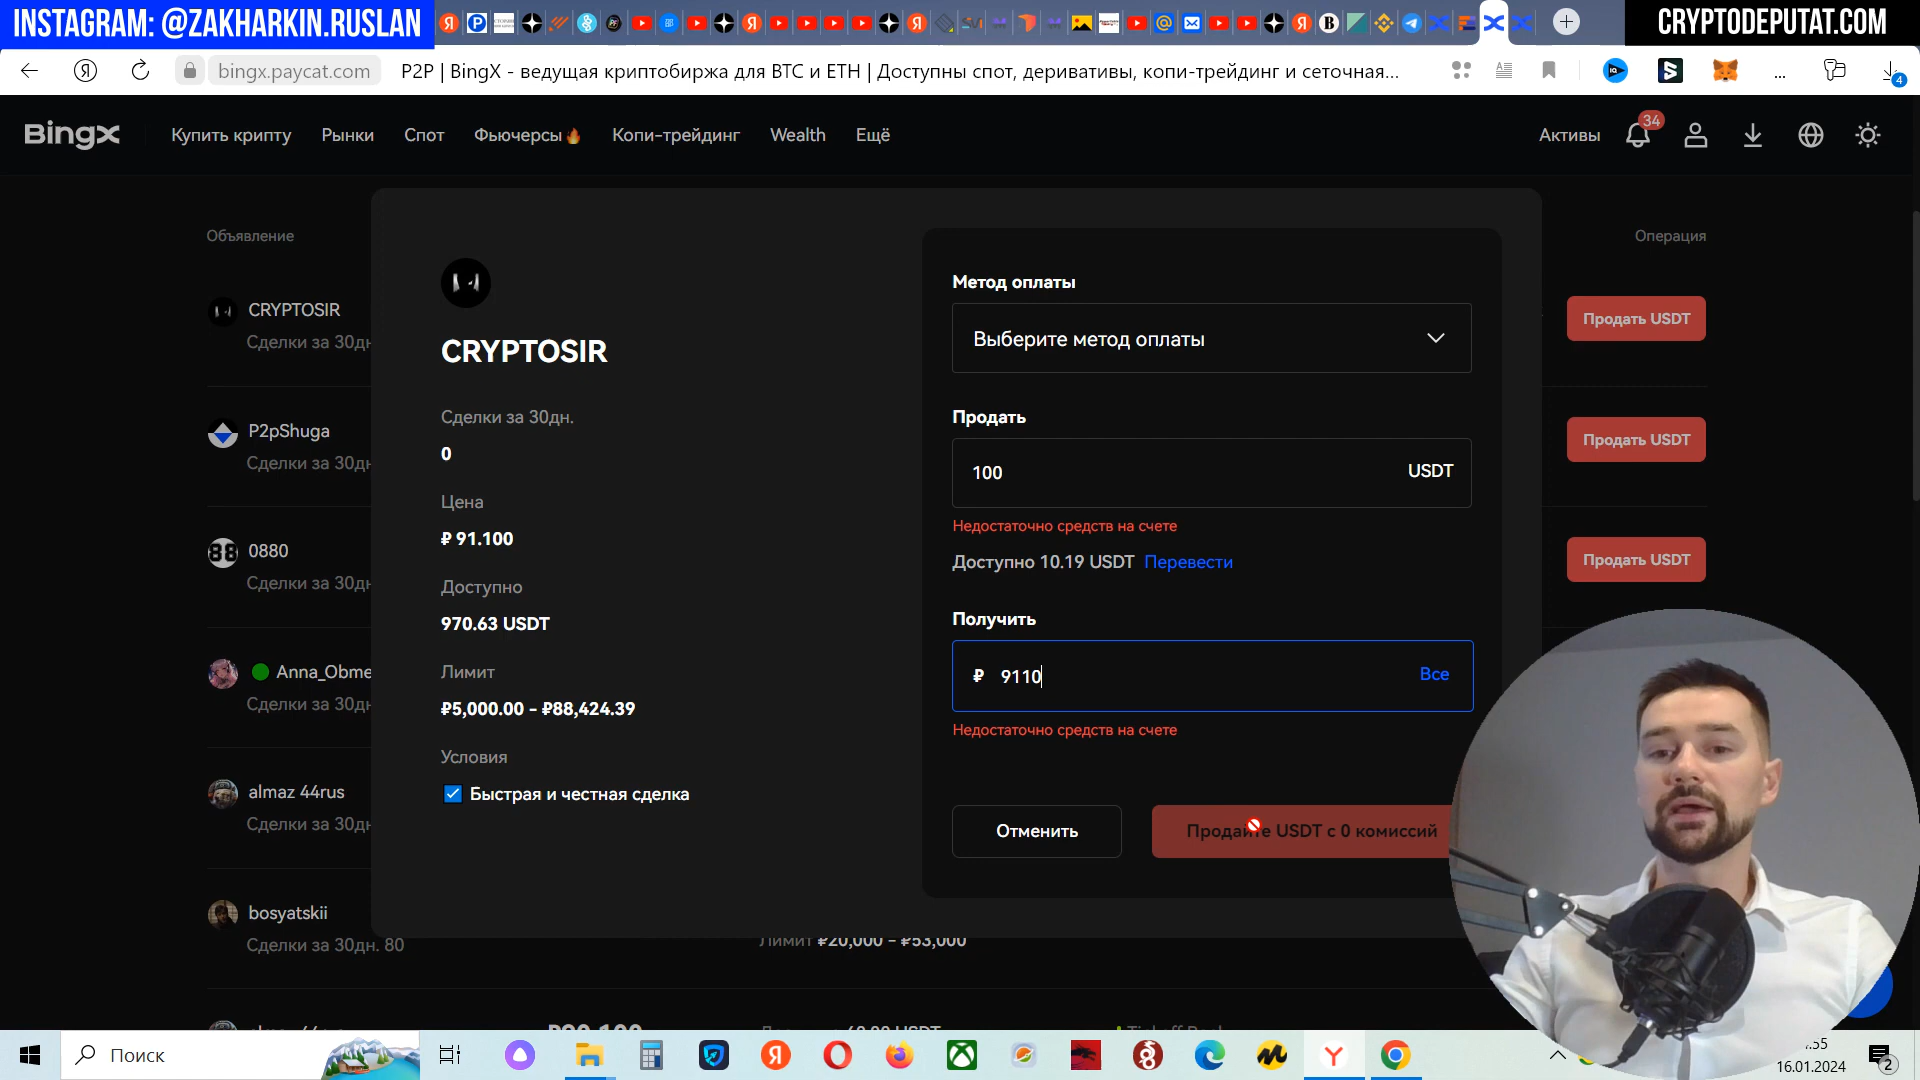 INSTAGRAM: @ZAKHARKIN.RUSLAN
CRYPTODEPUTAT.COM
bingx.paycat.com
P2P | BingX - ведущая криптобиржа для BTC и ETH | Доступны спот, деривативы, копи-трейдинг и сеточная...
4
BingX
Купить крипту
Рынки
Спот
Фьючерсы
Копи-трейдинг
Wealth
Ещё
Активы
34
Объявление
Операция
CRYPTOSIR
Сделки за 30дн
Продать USDT
P2pShuga
Сделки за 30дн
Продать USDT
0880
Сделки за 30дн
Продать USDT
Anna_Obme
Сделки за 30дн
almaz 44rus
Сделки за 30дн
bosyatskii
Сделки за 30дн. 80
Лимит ₽20,000 - ₽53,000
CRYPTOSIR
Сделки за 30дн.
0
Цена
₽ 91.100
Доступно
970.63 USDT
Лимит
₽5,000.00 - ₽88,424.39
Условия
Быстрая и честная сделка
Метод оплаты
Выберите метод оплаты
Продать
100
USDT
Недостаточно средств на счете
Доступно 10.19 USDT Перевести
Получить
₽ 9110
Все
Недостаточно средств на счете
Отменить
Продайте USDT с 0 комиссий
Поиск
:55
16.01.2024
2